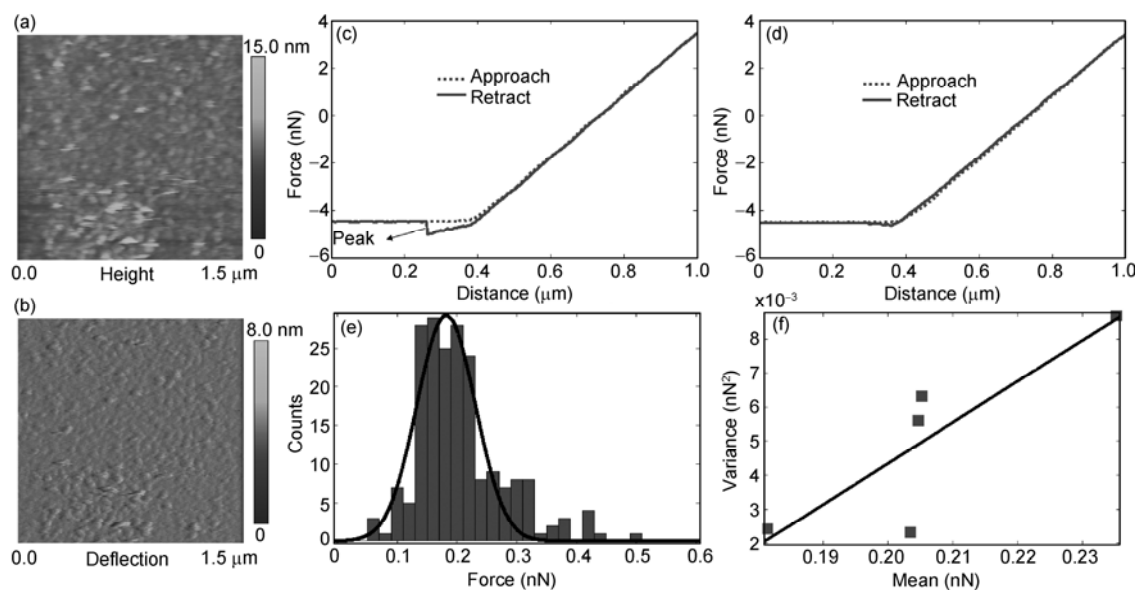 (a)
15.0 nm
0
0.0 Height 1.5 μm
(b)
8.0 nm
0
0.0 Deflection 1.5 μm
(c)
Approach
Retract
Peak
Force (nN)
4
2
0
−2
−4
−6
0 0.2 0.4 0.6 0.8 1.0
Distance (μm)
(d)
Approach
Retract
Force (nN)
4
2
0
−2
−4
−6
0 0.2 0.4 0.6 0.8 1.0
Distance (μm)
(e)
Counts
25
20
15
10
5
0
0 0.1 0.2 0.3 0.4 0.5 0.6
Force (nN)
x10⁻³
(f)
Variance (nN²)
8
7
6
5
4
3
2
0.19 0.20 0.21 0.22 0.23
Mean (nN)